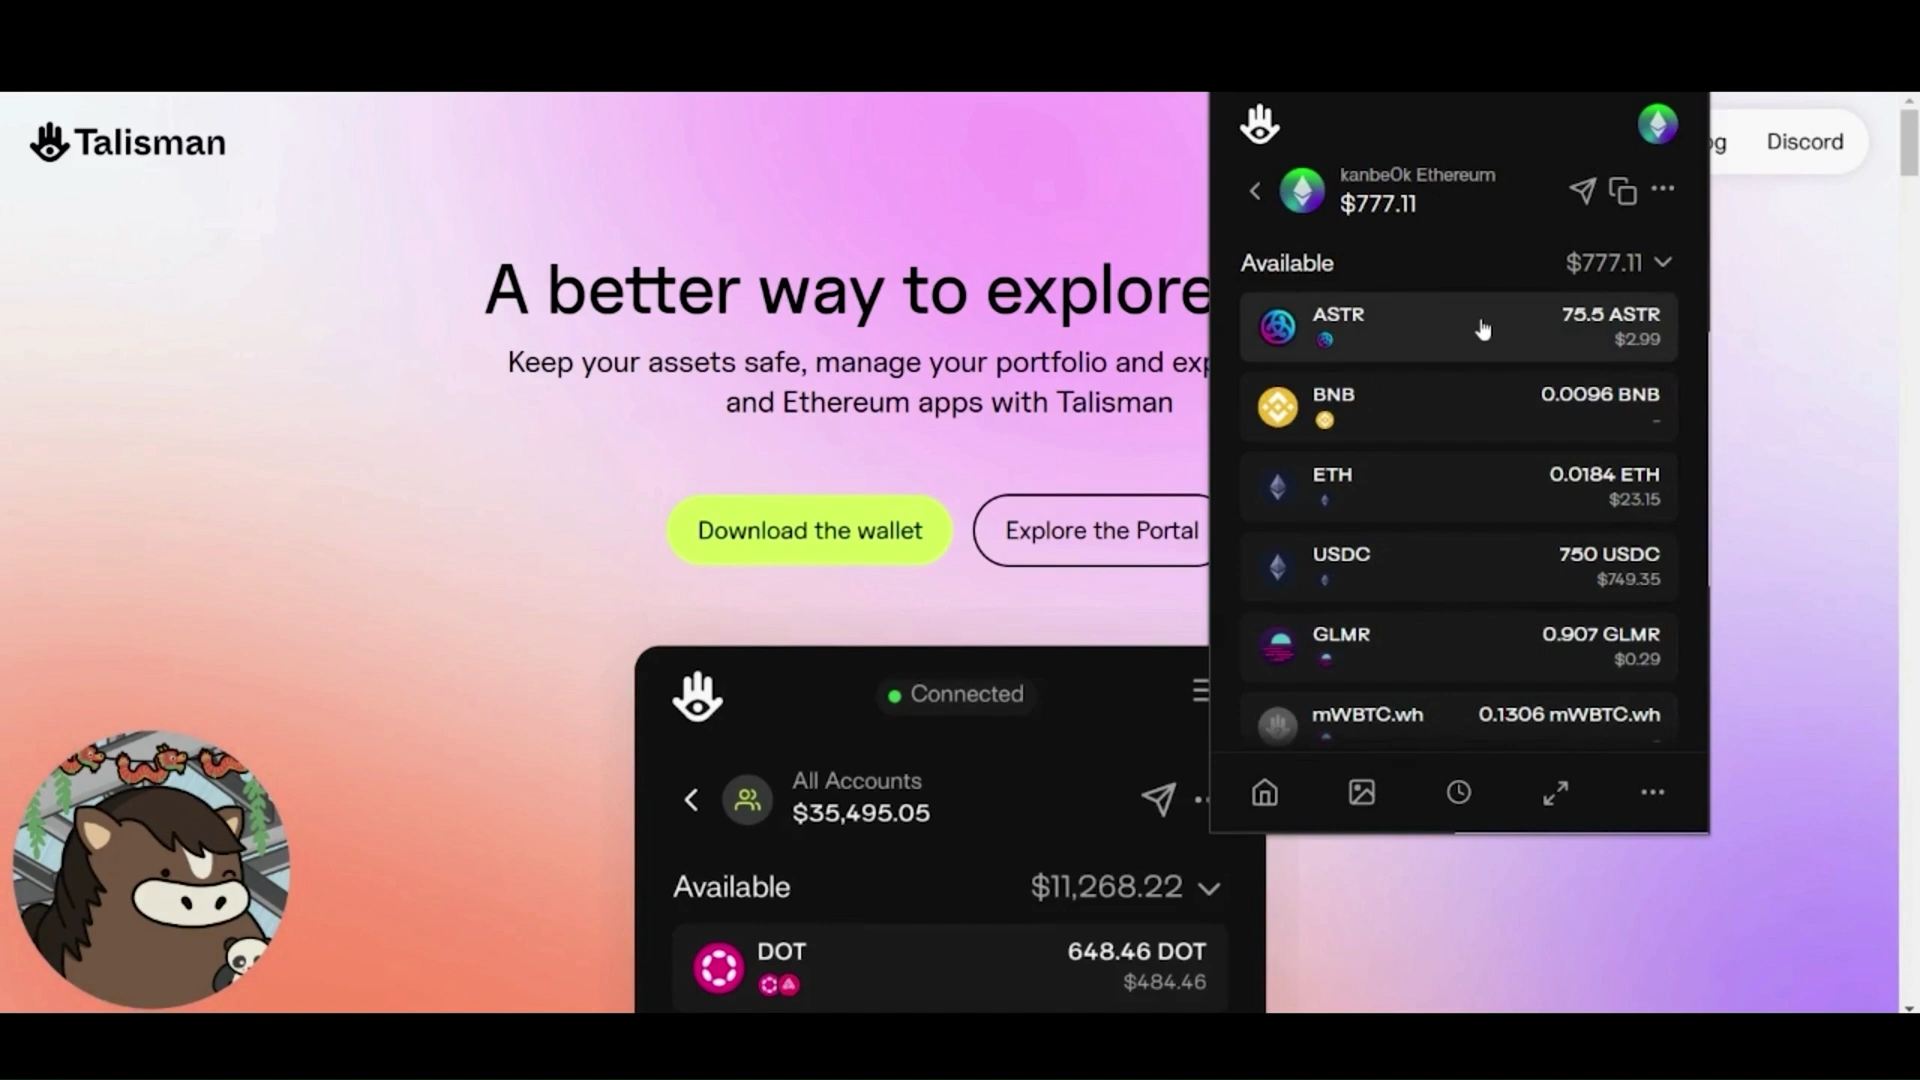 Talisman
og Discord
A better way to explore
Keep your assets safe, manage your portfolio and exp
and Ethereum apps with Talisman
Download the wallet
Explore the Portal
Connected
All Accounts
$35,495.05
Available $11,268.22
DOT 648.46 DOT
$484.46
kanbe0k Ethereum
$777.11
Available $777.11
ASTR 75.5 ASTR
$2.99
BNB 0.0096 BNB
-
ETH 0.0184 ETH
$23.15
USDC 750 USDC
$749.35
GLMR 0.907 GLMR
$0.29
mWBTC.wh 0.1306 mWBTC.wh
-